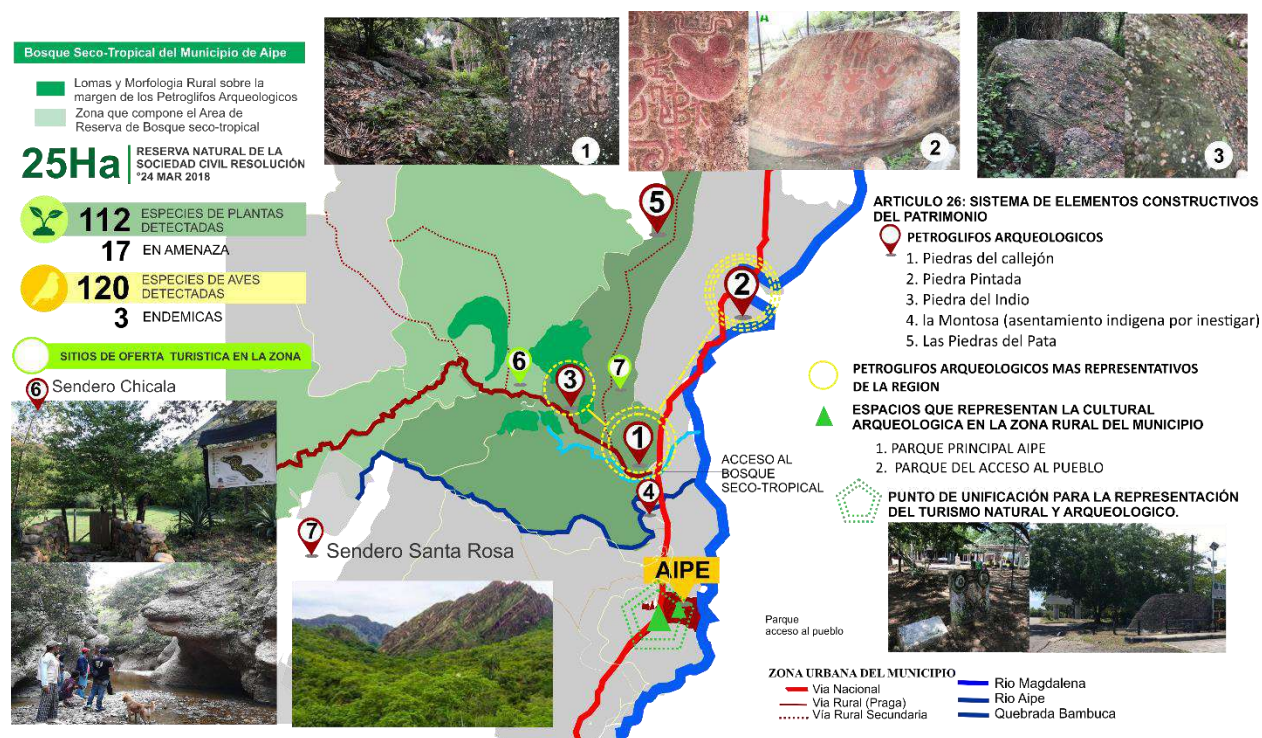 Bosque Seco-Tropical del Municipio de Aipe
Lomas y Morfologia Rural sobre la
margen de los Petroglifos Arqueologicos
Zona que compone el Area de
Reserva de Bosque seco-tropical
25Ha
RESERVA NATURAL DE LA
SOCIEDAD CIVIL RESOLUCIÓN
°24 MAR 2018
112 ESPECIES DE PLANTAS
DETECTADAS
17 EN AMENAZA
120 ESPECIES DE AVES
DETECTADAS
3 ENDEMICAS
SITIOS DE OFERTA TURISTICA EN LA ZONA
6 Sendero Chicala
7
Sendero Santa Rosa
1
2
3
5
2
6
3
7
1
4
ACCESO AL
BOSQUE
SECO-TROPICAL
AIPE
ARTICULO 26: SISTEMA DE ELEMENTOS CONSTRUCTIVOS
DEL PATRIMONIO
PETROGLIFOS ARQUEOLOGICOS
1. Piedras del callejón
2. Piedra Pintada
3. Piedra del Indio
4. la Montosa (asentamiento indigena por inestigar)
5. Las Piedras del Pata
PETROGLIFOS ARQUEOLOGICOS MAS REPRESENTATIVOS
DE LA REGION
ESPACIOS QUE REPRESENTAN LA CULTURAL
ARQUEOLOGICA EN LA ZONA RURAL DEL MUNICIPIO
1. PARQUE PRINCIPAL AIPE
2. PARQUE DEL ACCESO AL PUEBLO
PUNTO DE UNIFICACIÓN PARA LA REPRESENTACIÓN
DEL TURISMO NATURAL Y ARQUEOLOGICO.
Parque
acceso al pueblo
ZONA URBANA DEL MUNICIPIO
Via Nacional
Via Rural (Praga)
Vía Rural Secundaria
Rio Magdalena
Rio Aipe
Quebrada Bambuca